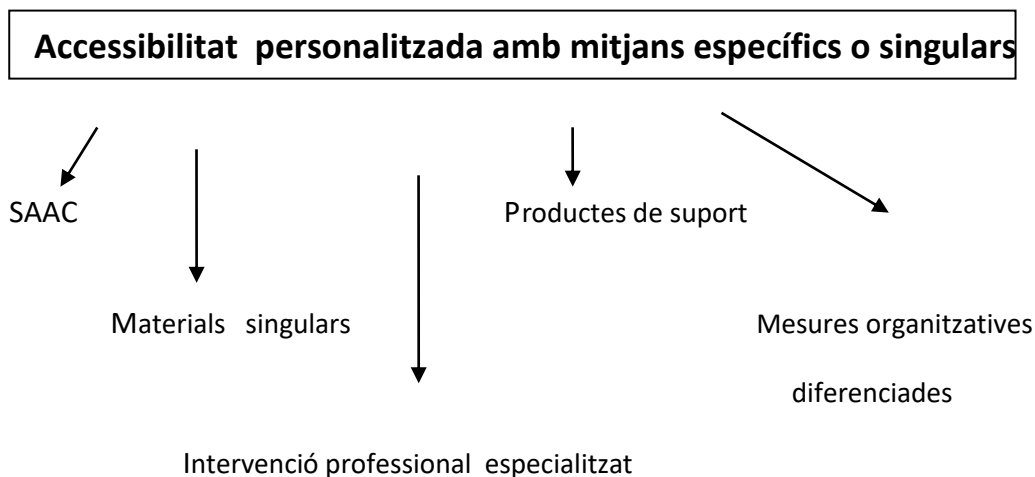 Accessibilitat personalitzada amb mitjans específics o singulars
SAAC
Productes de suport
Materials singulars
Mesures organitzatives
diferenciades
Intervenció professional especialitzat